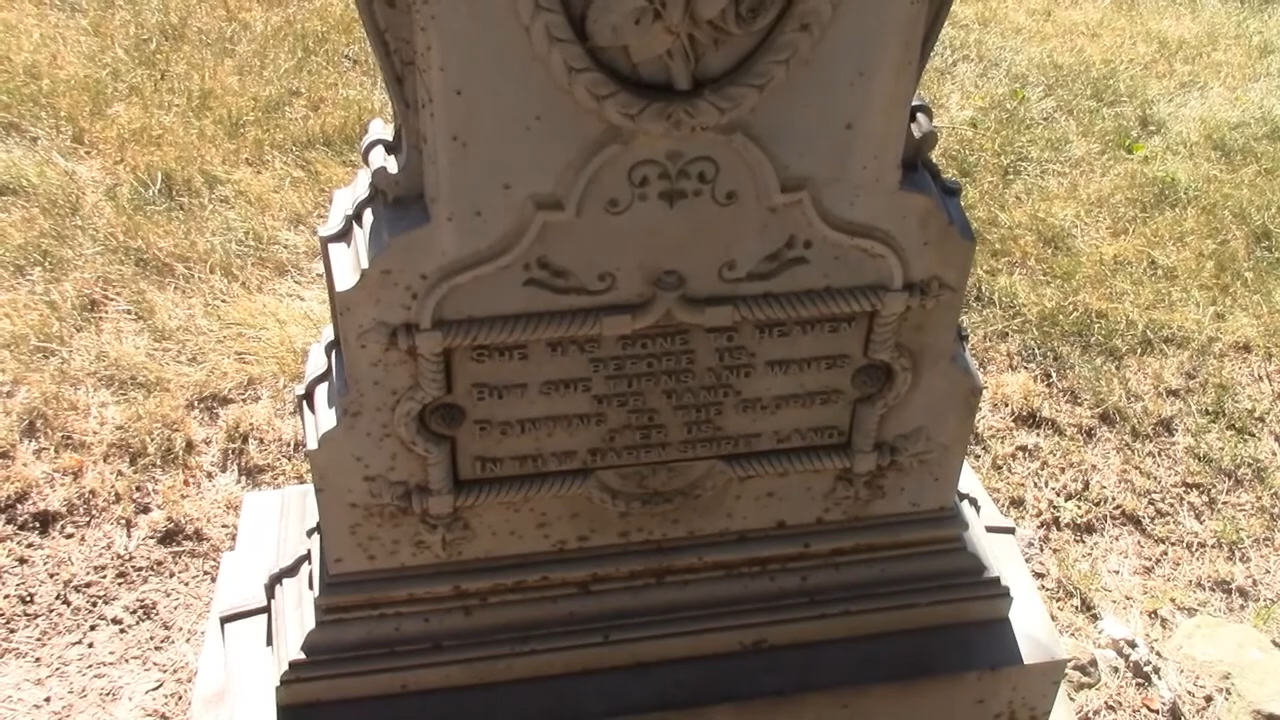 SHE HAS GONE TO HEAVEN
BEFORE US.
BUT SHE TURNS AND WAVES
HER HAND.
POINTING TO THE GLORIES
O'ER US.
IN THAT HAPPY SPIRIT LAND.